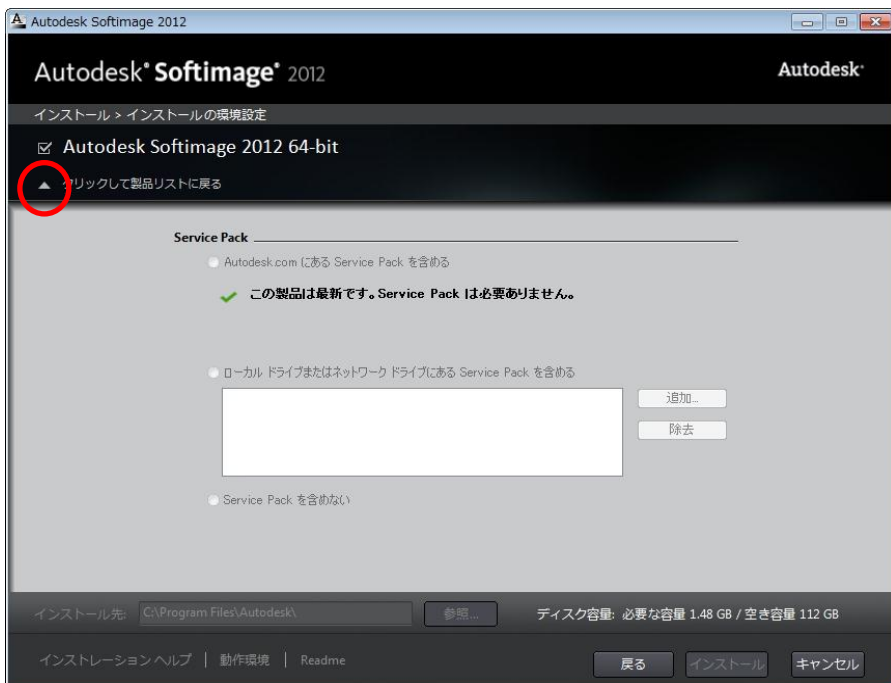 Autodesk Softimage 2012
Autodesk® Softimage® 2012
Autodesk®
インストール > インストールの環境設定
Autodesk Softimage 2012 64-bit
クリックして製品リストに戻る
Service Pack
Autodesk.com にある Service Pack を含める
この製品は最新です。Service Pack は必要ありません。
ローカル ドライブまたはネットワーク ドライブにある Service Pack を含める
追加...
除去
Service Pack を含めない
インストール先: C:\Program Files\Autodesk\ 参照... ディスク容量: 必要な容量 1.48 GB / 空き容量 112 GB
インストレーション ヘルプ | 動作環境 | Readme
戻る インストール キャンセル